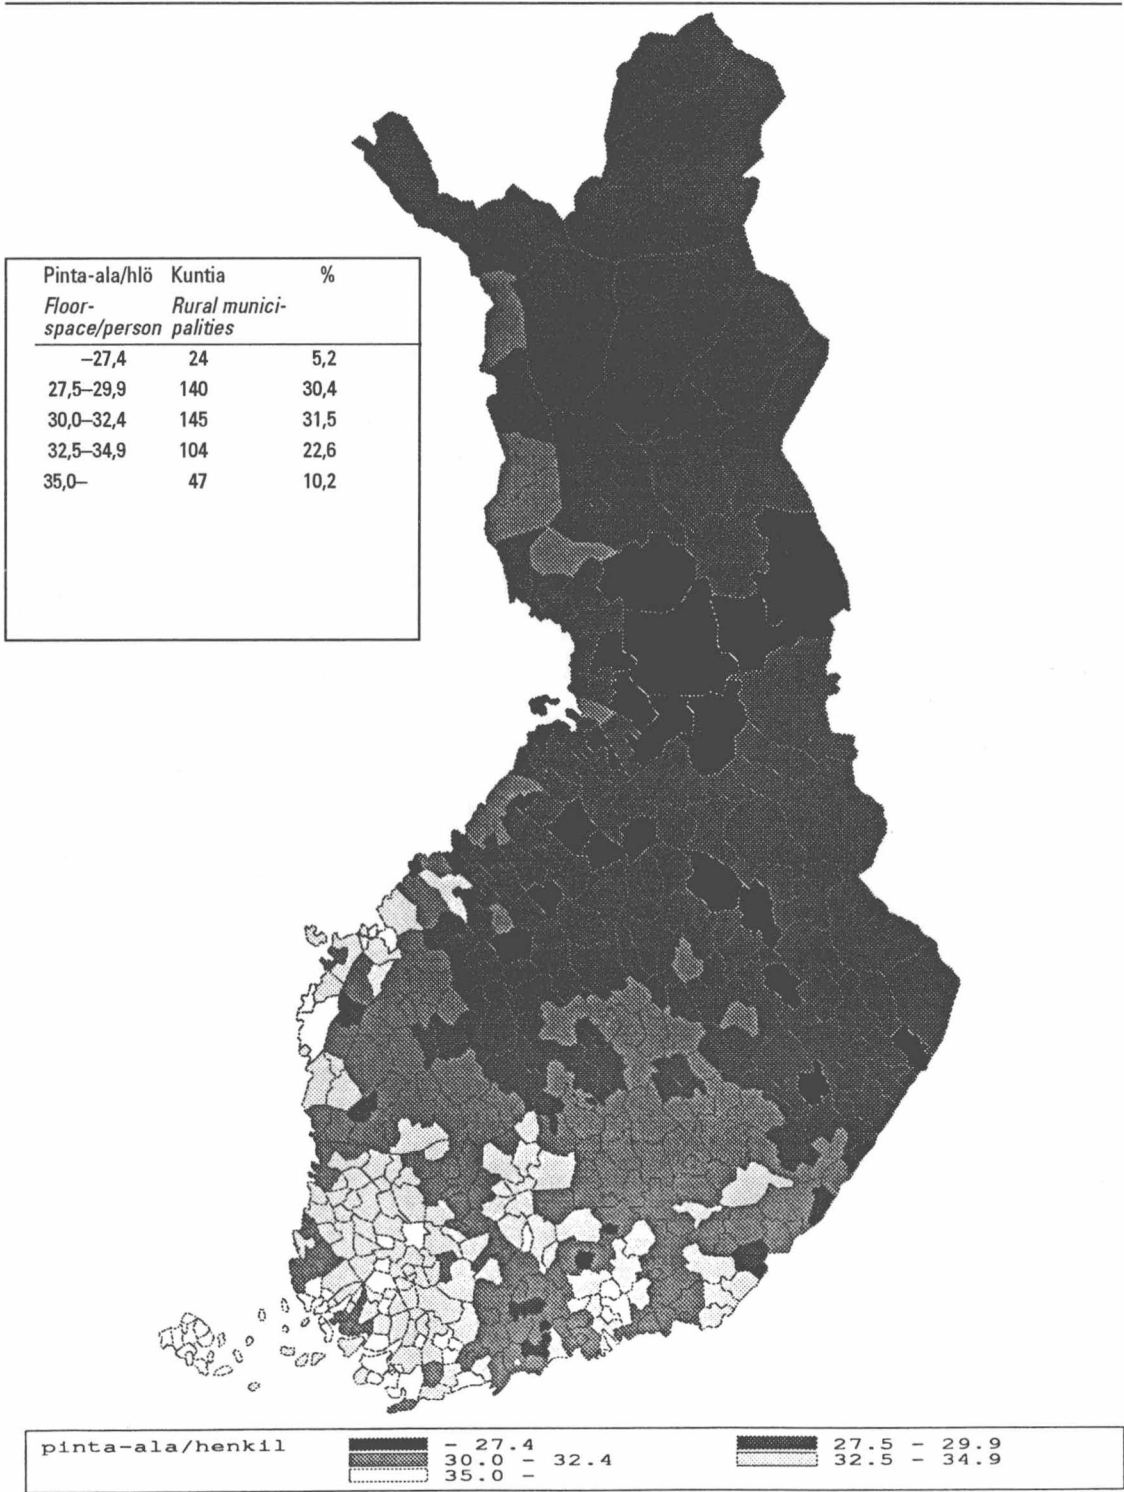 Pinta-ala/hlö Kuntia %
Floor- Rural munici-
space/person palities
–27,4 24 5,2
27,5–29,9 140 30,4
30,0–32,4 145 31,5
32,5–34,9 104 22,6
35,0– 47 10,2
pinta-ala/henkil - 27.4 27.5 - 29.9
30.0 - 32.4 32.5 - 34.9
35.0 -